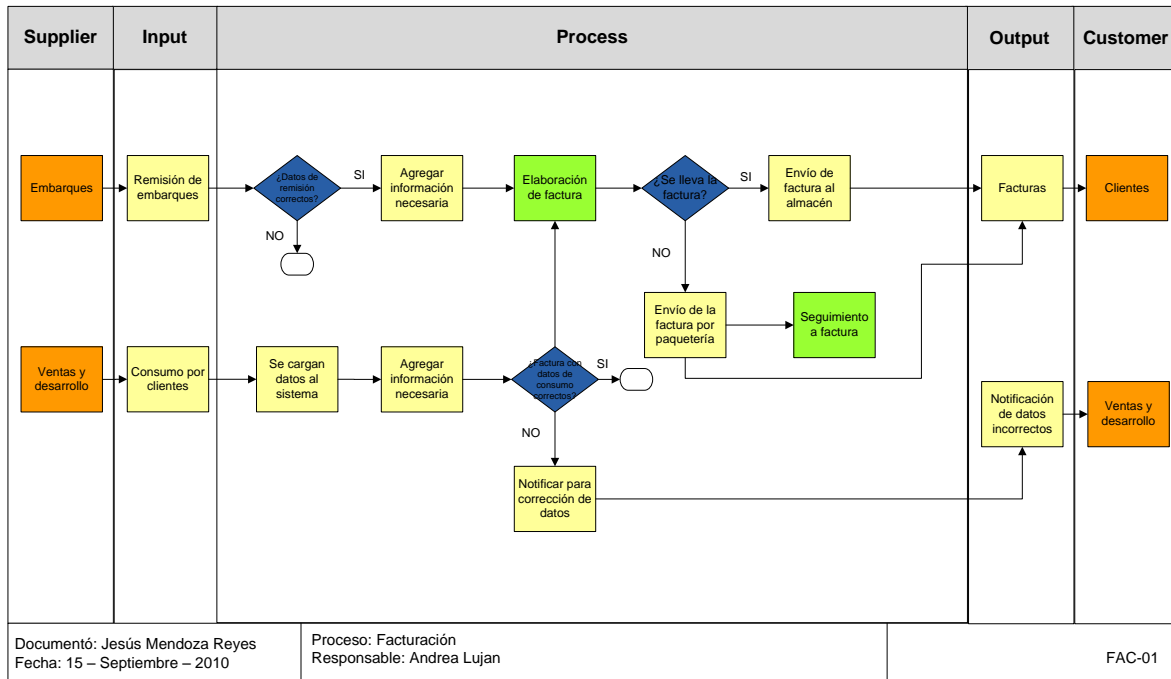 Supplier
Input
Process
Output
Customer
Embarques
Remisión de
embarques
¿Datos de
remisión
correctos?
SI
NO
Agregar
información
necesaria
Elaboración
de factura
¿Se lleva la
factura?
SI
NO
Envío de
factura al
almacén
Facturas
Clientes
Envío de la
factura por
paquetería
Seguimiento
a factura
Ventas y
desarrollo
Consumo por
clientes
Se cargan
datos al
sistema
Agregar
información
necesaria
¿Factura con
datos de
consumo
correctos?
SI
NO
Notificación
de datos
incorrectos
Ventas y
desarrollo
Notificar para
corrección de
datos
Documentó: Jesús Mendoza Reyes
Fecha: 15 – Septiembre – 2010
Proceso: Facturación
Responsable: Andrea Lujan
FAC-01